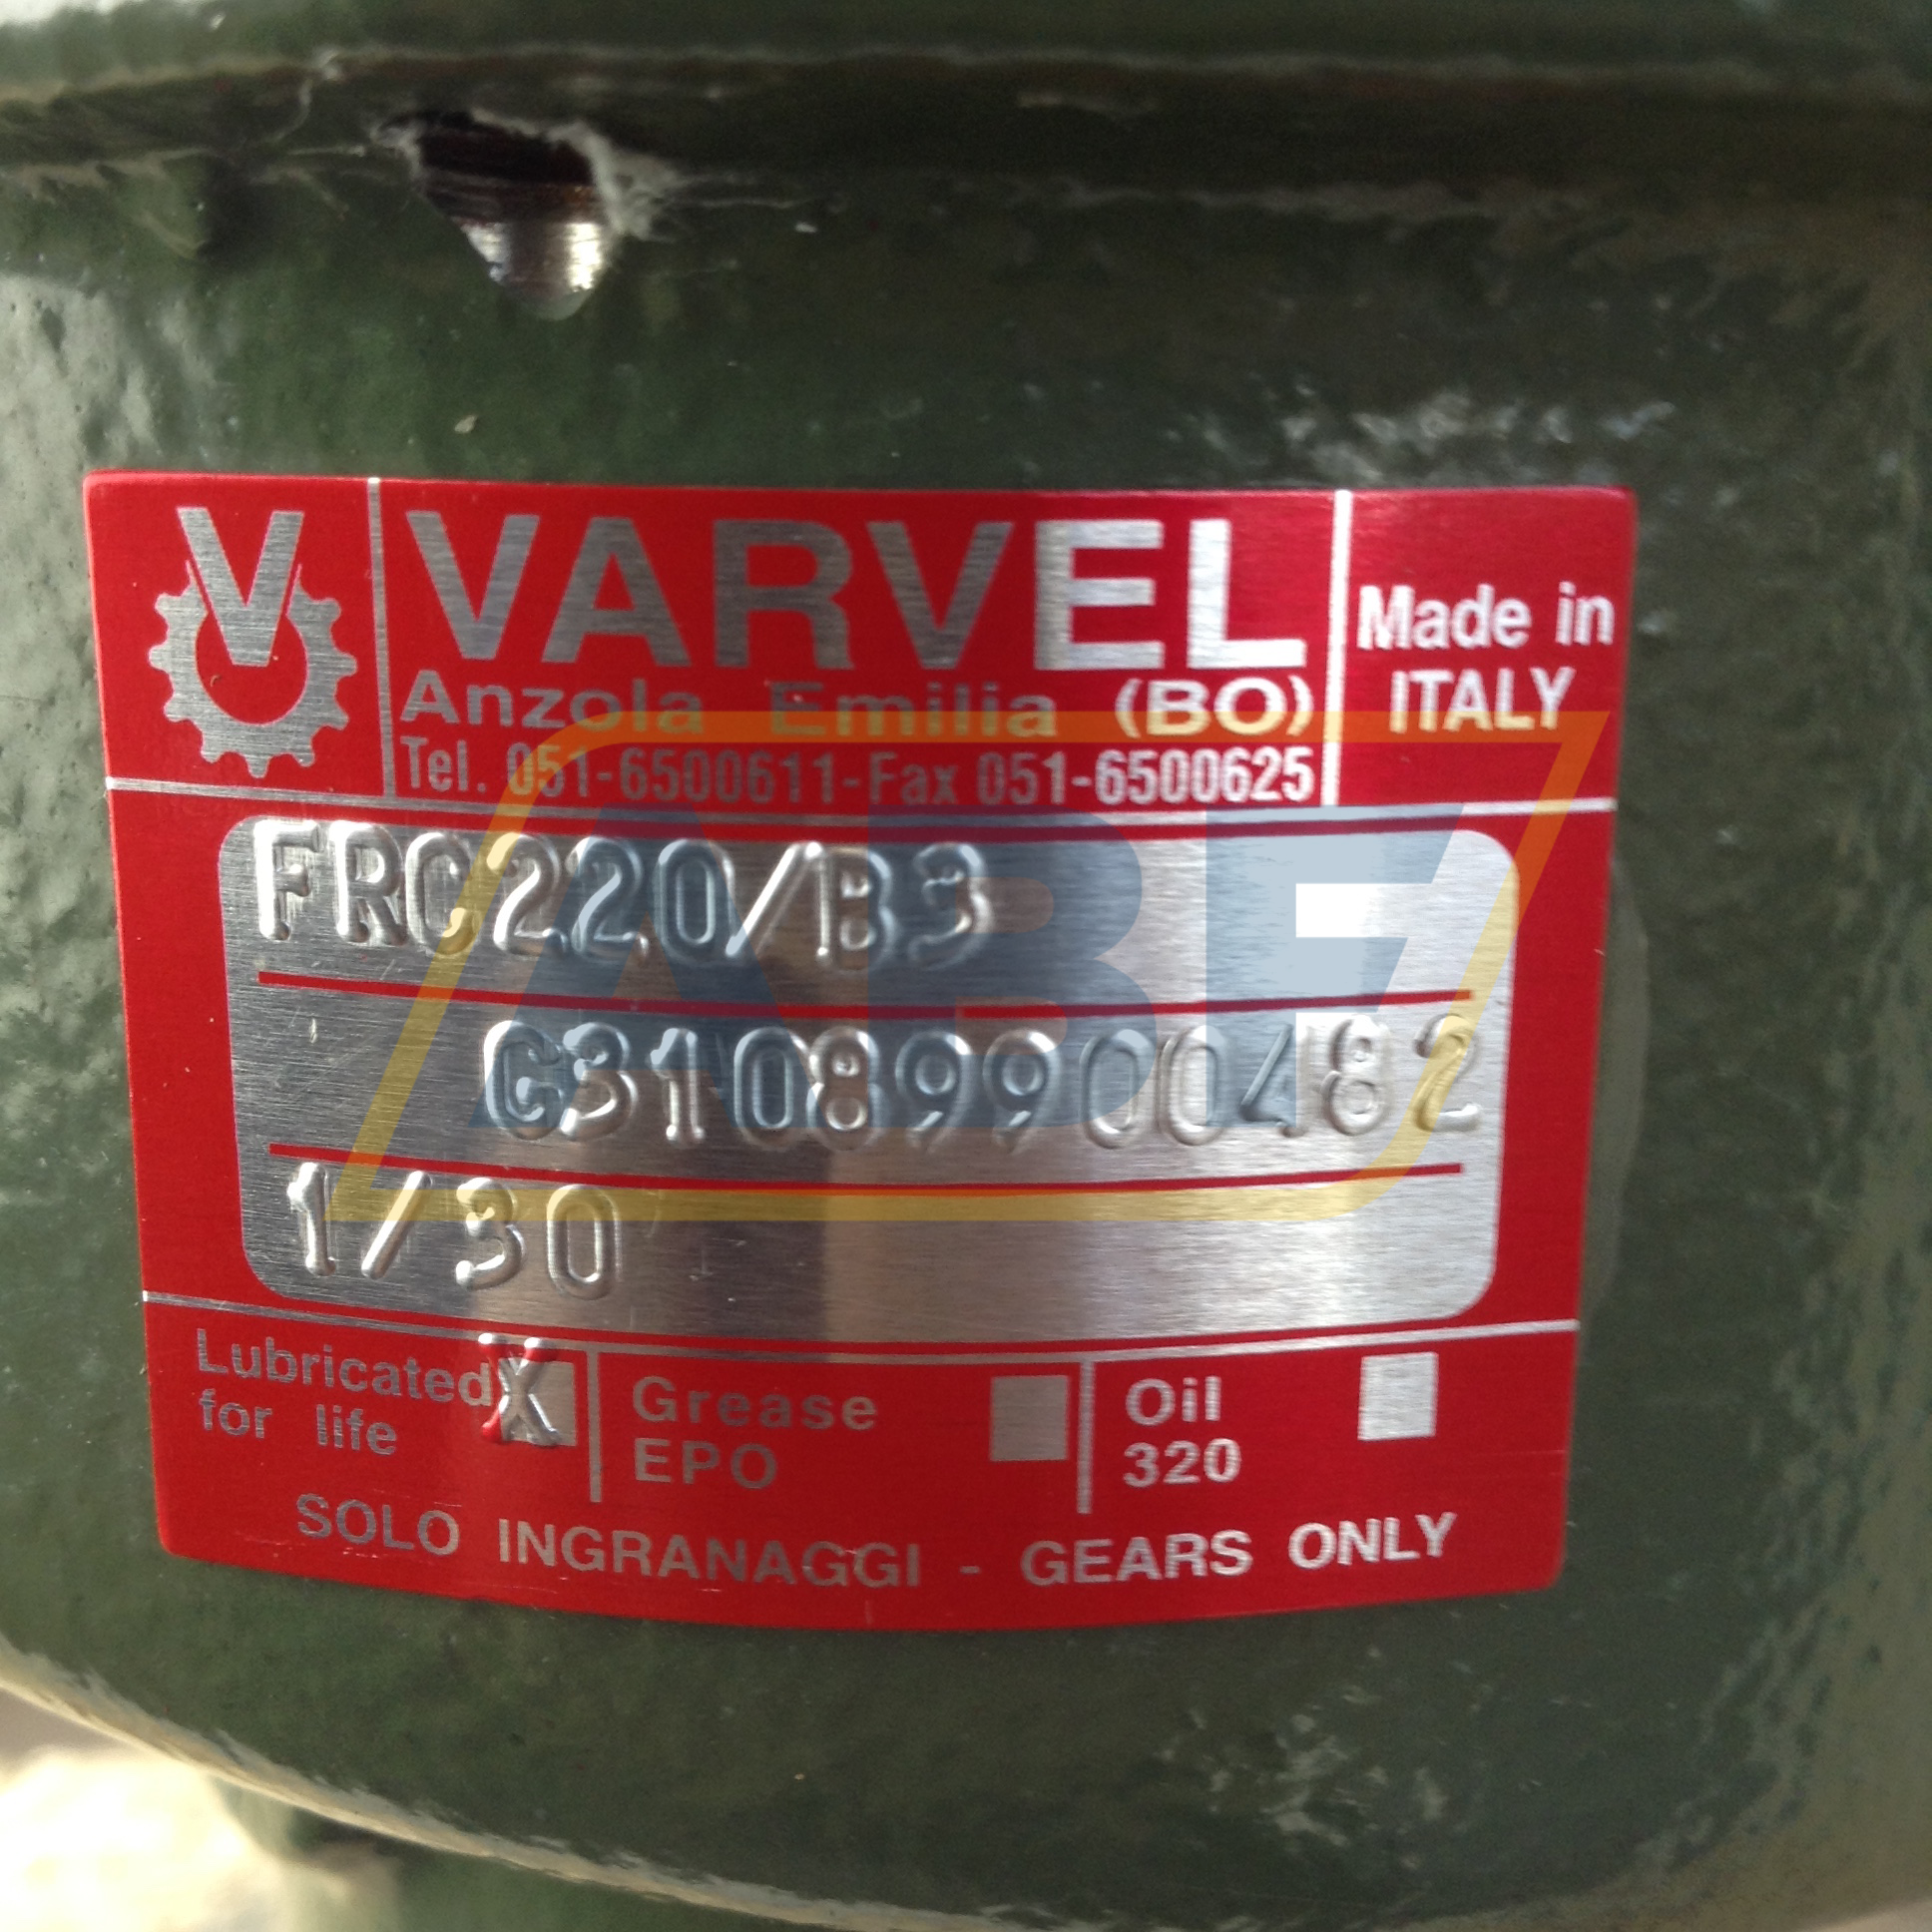 V
VARVEL
Made in
ITALY
Anzola Emilia (BO)
Tel. 051-6500611-Fax 051-6500625
FRC220/B3
C31089900482
1/30
Lubricated X
for life
Grease
EPO
Oil
320
SOLO INGRANAGGI - GEARS ONLY
ABF